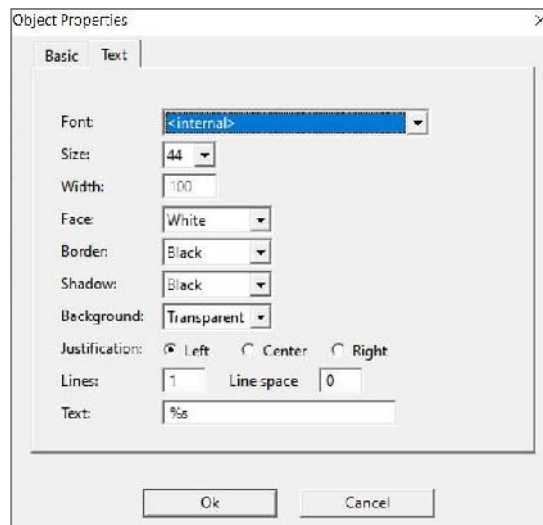 Object Properties
Basic Text
Font: <internal>
Size: 44
Width: 100
Face: White
Border: Black
Shadow: Black
Background: Transparent
Justification: Left Center Right
Lines: 1 Line space 0
Text: %s
Ok Cancel